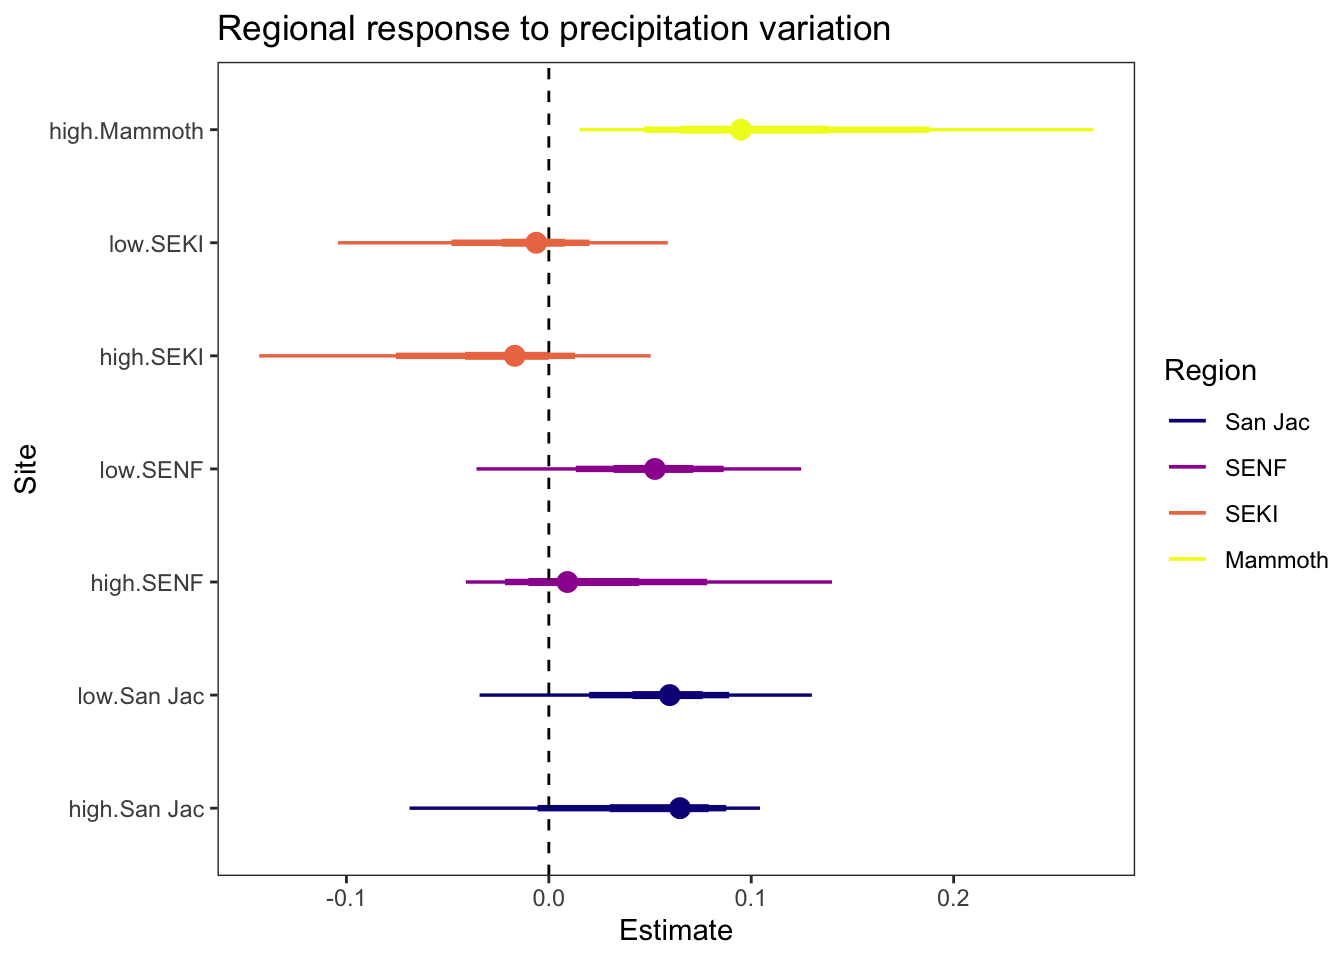 Regional response to precipitation variation
high.Mammoth
low.SEKI
high.SEKI
low.SENF
high.SENF
low.San Jac
high.San Jac
Site
-0.1
0.0
0.1
0.2
Estimate
Region
San Jac
SENF
SEKI
Mammoth